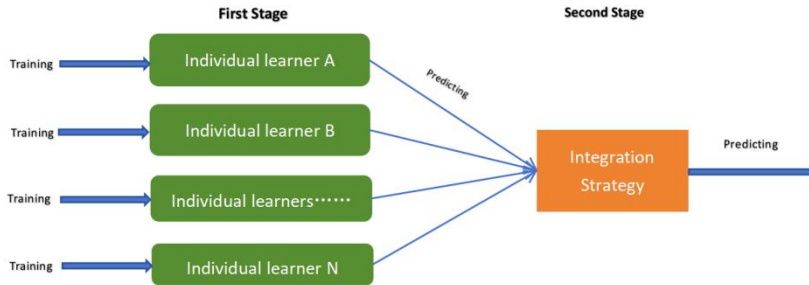 First Stage
Second Stage
Training
Individual learner A
Predicting
Training
Individual learner B
Integration
Strategy
Predicting
Training
Individual learners······
Training
Individual learner N